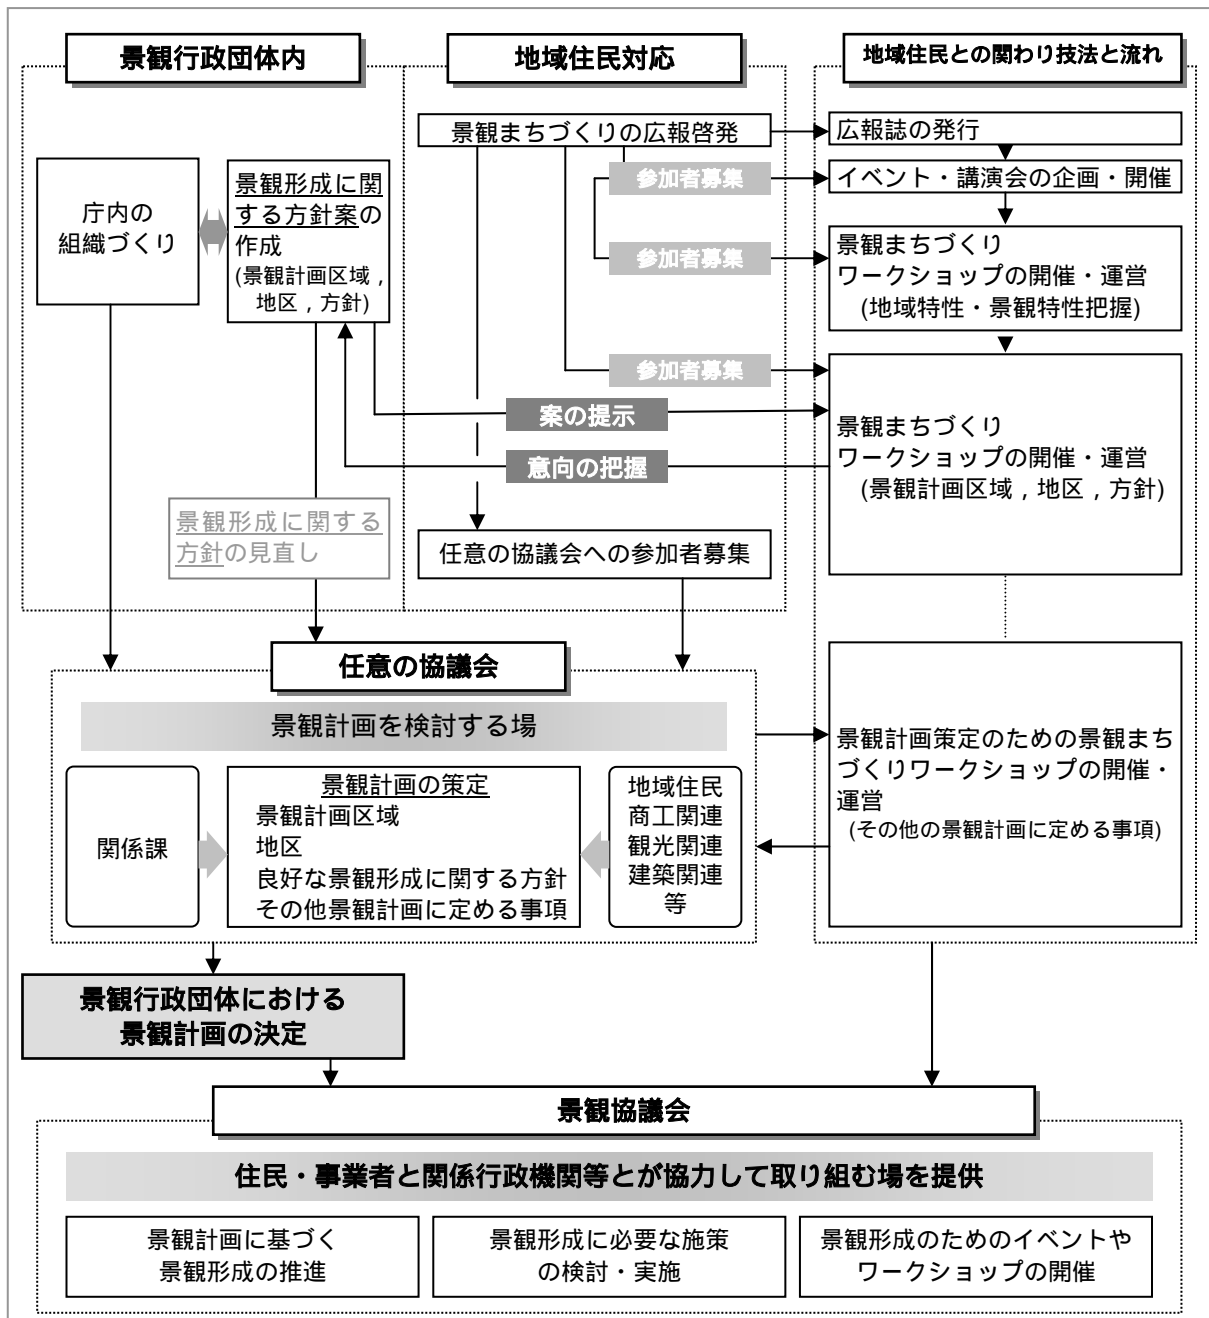 景観行政団体内
地域住民対応
地域住民との関わり技法と流れ
庁内の
組織づくり
景観形成に関
する方針案の
作成
(景観計画区域，
地区，方針)
景観形成に関する
方針の見直し
景観まちづくりの広報啓発
参加者募集
参加者募集
参加者募集
案の提示
意向の把握
任意の協議会への参加者募集
広報誌の発行
イベント・講演会の企画・開催
景観まちづくり
ワークショップの開催・運営
(地域特性・景観特性把握)
景観まちづくり
ワークショップの開催・運営
(景観計画区域，地区，方針)
景観計画策定のための景観まち
づくりワークショップの開催・
運営
(その他の景観計画に定める事項)
任意の協議会
景観計画を検討する場
関係課
景観計画の策定
景観計画区域
地区
良好な景観形成に関する方針
その他景観計画に定める事項
地域住民
商工関連
観光関連
建築関連
等
景観行政団体における
景観計画の決定
景観協議会
住民・事業者と関係行政機関等とが協力して取り組む場を提供
景観計画に基づく
景観形成の推進
景観形成に必要な施策
の検討・実施
景観形成のためのイベントや
ワークショップの開催